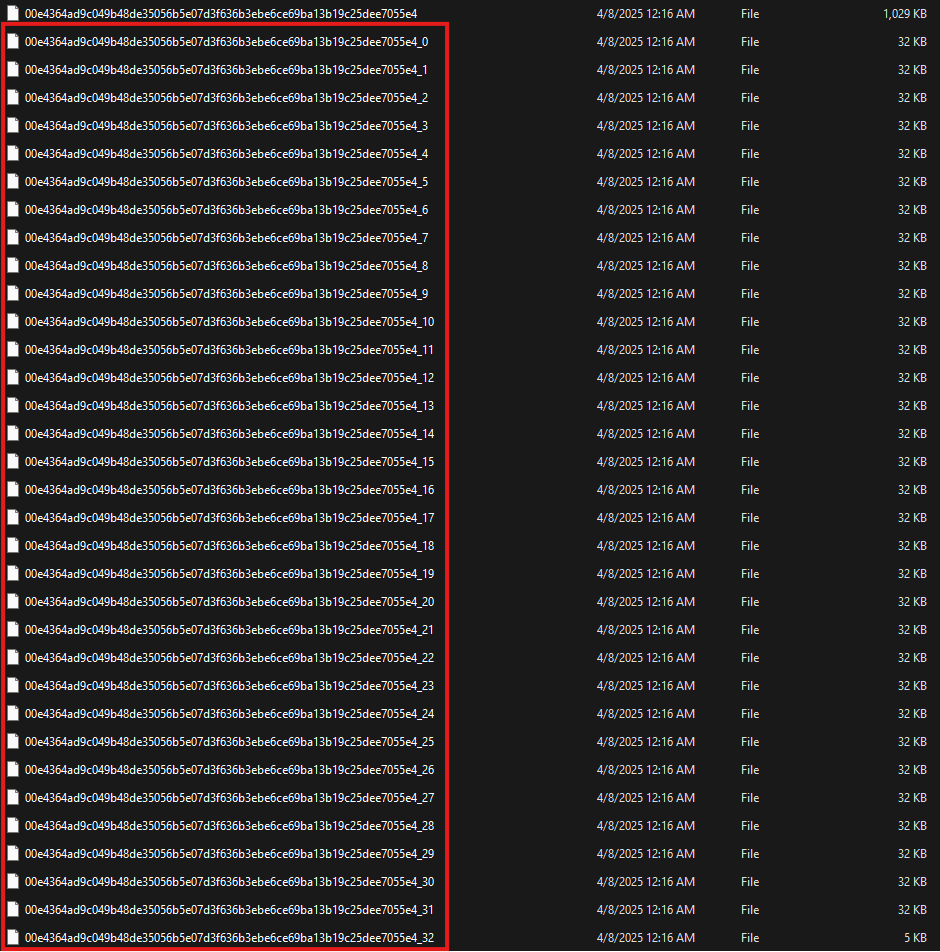 00e4364ad9c049b48de35056b5e07d3f636b3ebe6ce69ba13b19c25dee7055e4 4/8/2025 12:16 AM File 1,029 KB
00e4364ad9c049b48de35056b5e07d3f636b3ebe6ce69ba13b19c25dee7055e4_0 4/8/2025 12:16 AM File 32 KB
00e4364ad9c049b48de35056b5e07d3f636b3ebe6ce69ba13b19c25dee7055e4_1 4/8/2025 12:16 AM File 32 KB
00e4364ad9c049b48de35056b5e07d3f636b3ebe6ce69ba13b19c25dee7055e4_2 4/8/2025 12:16 AM File 32 KB
00e4364ad9c049b48de35056b5e07d3f636b3ebe6ce69ba13b19c25dee7055e4_3 4/8/2025 12:16 AM File 32 KB
00e4364ad9c049b48de35056b5e07d3f636b3ebe6ce69ba13b19c25dee7055e4_4 4/8/2025 12:16 AM File 32 KB
00e4364ad9c049b48de35056b5e07d3f636b3ebe6ce69ba13b19c25dee7055e4_5 4/8/2025 12:16 AM File 32 KB
00e4364ad9c049b48de35056b5e07d3f636b3ebe6ce69ba13b19c25dee7055e4_6 4/8/2025 12:16 AM File 32 KB
00e4364ad9c049b48de35056b5e07d3f636b3ebe6ce69ba13b19c25dee7055e4_7 4/8/2025 12:16 AM File 32 KB
00e4364ad9c049b48de35056b5e07d3f636b3ebe6ce69ba13b19c25dee7055e4_8 4/8/2025 12:16 AM File 32 KB
00e4364ad9c049b48de35056b5e07d3f636b3ebe6ce69ba13b19c25dee7055e4_9 4/8/2025 12:16 AM File 32 KB
00e4364ad9c049b48de35056b5e07d3f636b3ebe6ce69ba13b19c25dee7055e4_10 4/8/2025 12:16 AM File 32 KB
00e4364ad9c049b48de35056b5e07d3f636b3ebe6ce69ba13b19c25dee7055e4_11 4/8/2025 12:16 AM File 32 KB
00e4364ad9c049b48de35056b5e07d3f636b3ebe6ce69ba13b19c25dee7055e4_12 4/8/2025 12:16 AM File 32 KB
00e4364ad9c049b48de35056b5e07d3f636b3ebe6ce69ba13b19c25dee7055e4_13 4/8/2025 12:16 AM File 32 KB
00e4364ad9c049b48de35056b5e07d3f636b3ebe6ce69ba13b19c25dee7055e4_14 4/8/2025 12:16 AM File 32 KB
00e4364ad9c049b48de35056b5e07d3f636b3ebe6ce69ba13b19c25dee7055e4_15 4/8/2025 12:16 AM File 32 KB
00e4364ad9c049b48de35056b5e07d3f636b3ebe6ce69ba13b19c25dee7055e4_16 4/8/2025 12:16 AM File 32 KB
00e4364ad9c049b48de35056b5e07d3f636b3ebe6ce69ba13b19c25dee7055e4_17 4/8/2025 12:16 AM File 32 KB
00e4364ad9c049b48de35056b5e07d3f636b3ebe6ce69ba13b19c25dee7055e4_18 4/8/2025 12:16 AM File 32 KB
00e4364ad9c049b48de35056b5e07d3f636b3ebe6ce69ba13b19c25dee7055e4_19 4/8/2025 12:16 AM File 32 KB
00e4364ad9c049b48de35056b5e07d3f636b3ebe6ce69ba13b19c25dee7055e4_20 4/8/2025 12:16 AM File 32 KB
00e4364ad9c049b48de35056b5e07d3f636b3ebe6ce69ba13b19c25dee7055e4_21 4/8/2025 12:16 AM File 32 KB
00e4364ad9c049b48de35056b5e07d3f636b3ebe6ce69ba13b19c25dee7055e4_22 4/8/2025 12:16 AM File 32 KB
00e4364ad9c049b48de35056b5e07d3f636b3ebe6ce69ba13b19c25dee7055e4_23 4/8/2025 12:16 AM File 32 KB
00e4364ad9c049b48de35056b5e07d3f636b3ebe6ce69ba13b19c25dee7055e4_24 4/8/2025 12:16 AM File 32 KB
00e4364ad9c049b48de35056b5e07d3f636b3ebe6ce69ba13b19c25dee7055e4_25 4/8/2025 12:16 AM File 32 KB
00e4364ad9c049b48de35056b5e07d3f636b3ebe6ce69ba13b19c25dee7055e4_26 4/8/2025 12:16 AM File 32 KB
00e4364ad9c049b48de35056b5e07d3f636b3ebe6ce69ba13b19c25dee7055e4_27 4/8/2025 12:16 AM File 32 KB
00e4364ad9c049b48de35056b5e07d3f636b3ebe6ce69ba13b19c25dee7055e4_28 4/8/2025 12:16 AM File 32 KB
00e4364ad9c049b48de35056b5e07d3f636b3ebe6ce69ba13b19c25dee7055e4_29 4/8/2025 12:16 AM File 32 KB
00e4364ad9c049b48de35056b5e07d3f636b3ebe6ce69ba13b19c25dee7055e4_30 4/8/2025 12:16 AM File 32 KB
00e4364ad9c049b48de35056b5e07d3f636b3ebe6ce69ba13b19c25dee7055e4_31 4/8/2025 12:16 AM File 32 KB
00e4364ad9c049b48de35056b5e07d3f636b3ebe6ce69ba13b19c25dee7055e4_32 4/8/2025 12:16 AM File 5 KB